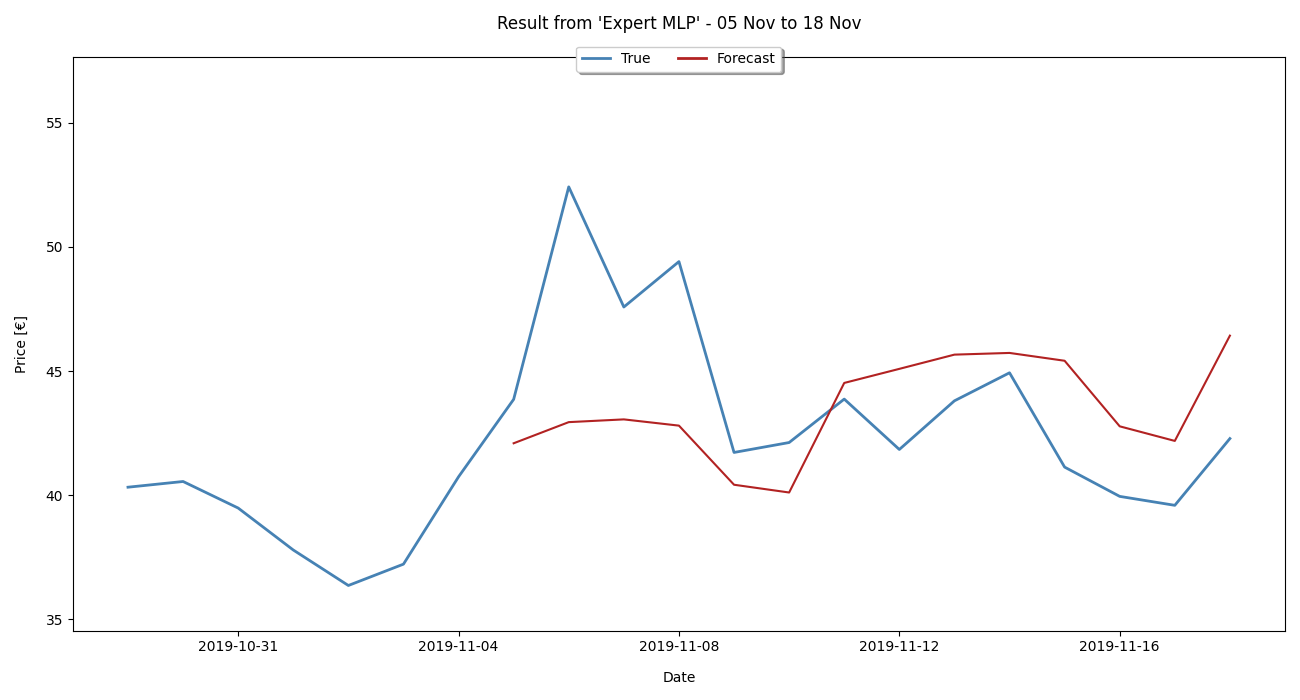 Result from 'Expert MLP' - 05 Nov to 18 Nov
True Forecast
55
50
45
40
35
Price [€]
2019-10-31 2019-11-04 2019-11-08 2019-11-12 2019-11-16
Date